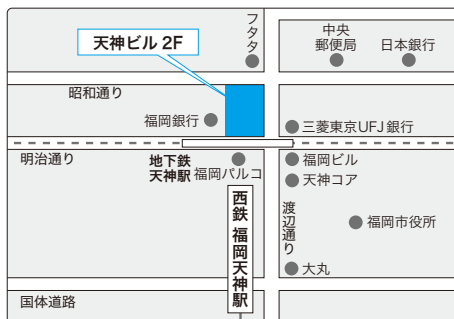 フタタ
中央
郵便局
日本銀行
天神ビル 2F
昭和通り
福岡銀行
三菱東京UFJ銀行
明治通り
地下鉄
天神駅
福岡パルコ
福岡ビル
天神コア
西鉄 福岡天神駅
渡辺通り
福岡市役所
大丸
国体道路